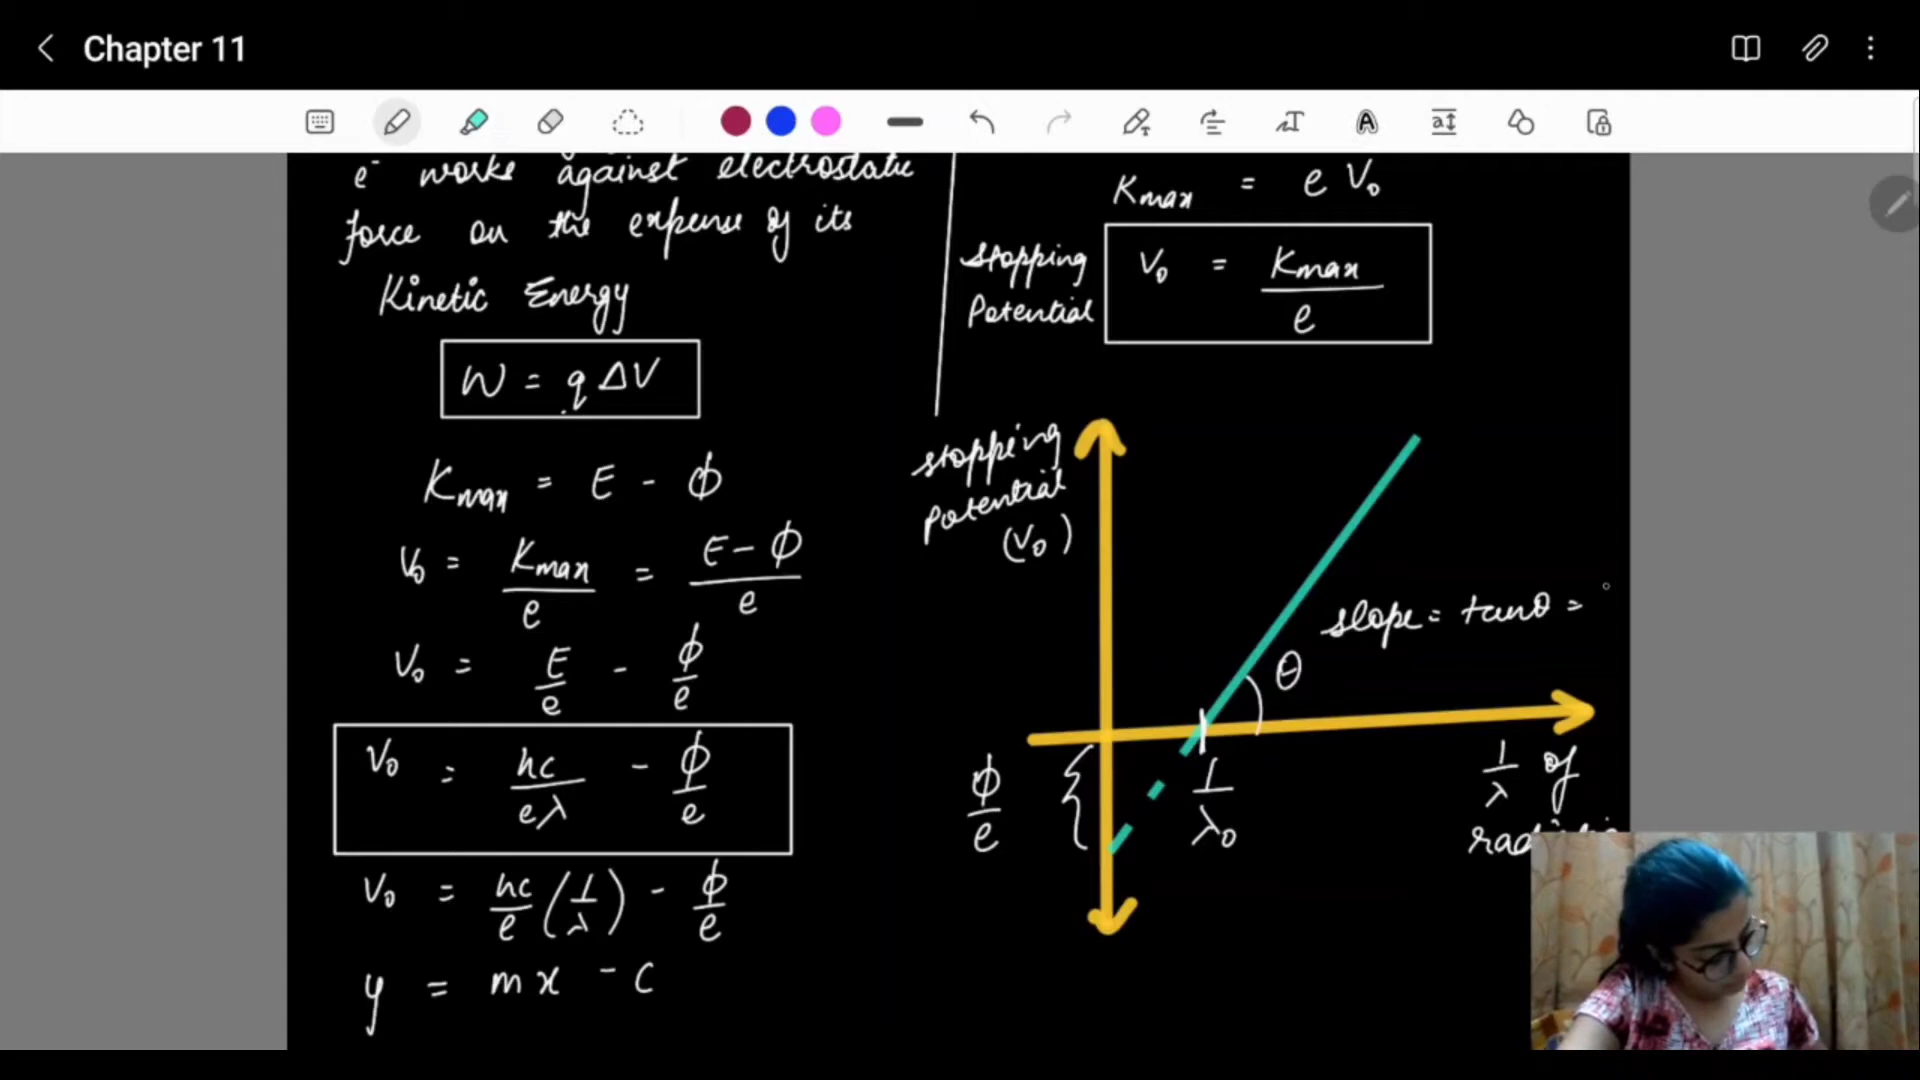 Chapter 11
e⁻ works against electrostatic
force on the expense of its
Kinetic Energy
W = q ΔV
Kmax = E - ϕ
V₀ = Kmax/e = E-ϕ/e
V₀ = E/e - ϕ/e
V₀ = hc/eλ - ϕ/e
V₀ = hc/e (1/λ) - ϕ/e
y = mx - c
Kmax = e V₀
Stopping
Potential
V₀ = Kmax/e
stopping
potential
(V₀)
slope = tanθ =
θ
ϕ/e
1/λ₀
1/λ of